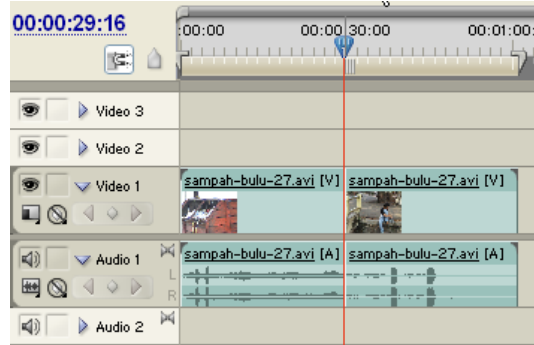 00:00:29:16
:00:00 00:00:30:00 00:01:00:
Video 3
Video 2
Video 1
sampah-bulu-27.avi [V] sampah-bulu-27.avi [V]
Audio 1
sampah-bulu-27.avi [A] sampah-bulu-27.avi [A]
L
R
Audio 2